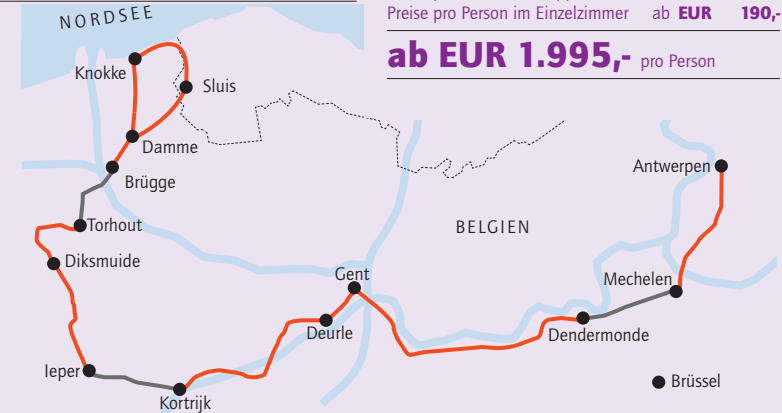 Preise pro Person im Einzelzimmer ab EUR 190,-
ab EUR 1.995,- pro Person
NORDSEE
Knokke
Sluis
Damme
Brügge
Torhout
Diksmuide
Ieper
Kortrijk
Deurle
Gent
BELGIEN
Antwerpen
Mechelen
Dendermonde
Brüssel